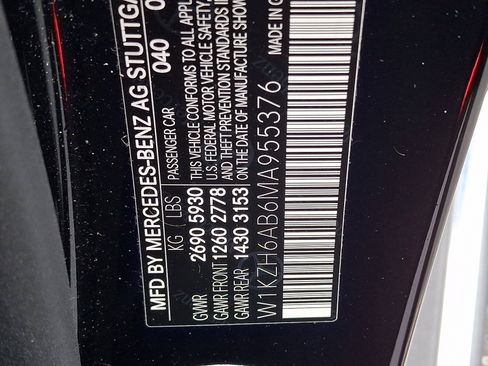 MFD BY MERCEDES-BENZ AG STUTTGA
040
PASSENGER CAR
KG / LBS
GVWR 2690 5930
GAWR FRONT 1260 2778
GAWR REAR 1430 3153
THIS VEHICLE CONFORMS TO ALL APPL
U.S. FEDERAL MOTOR VEHICLE SAFETY,
AND THEFT PREVENTION STANDARDS IN
ON THE DATE OF MANUFACTURE SHOW
MADE IN G
W1KZH6AB6MA955376